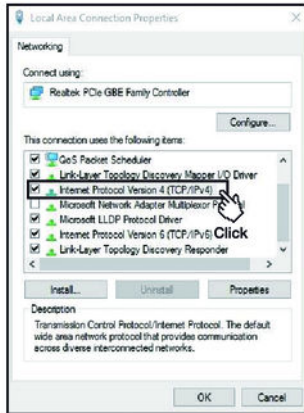 Local Area Connection Properties
Networking
Connect using:
Realtek PCIe GBE Family Controller
Configure...
This connection uses the following items:
QoS Packet Scheduler
Link-Layer Topology Discovery Mapper I/O Driver
Internet Protocol Version 4 (TCP/IPv4)
Microsoft Network Adapter Multiplexor
Microsoft LLDP Protocol Driver
Internet Protocol Version 6 (TCP/IPv6) Click
Link-Layer Topology Discovery Responder
Install...
Uninstall
Properties
Description
Transmission Control Protocol/Internet Protocol. The default
wide area network protocol that provides communication
across diverse interconnected networks.
OK
Cancel